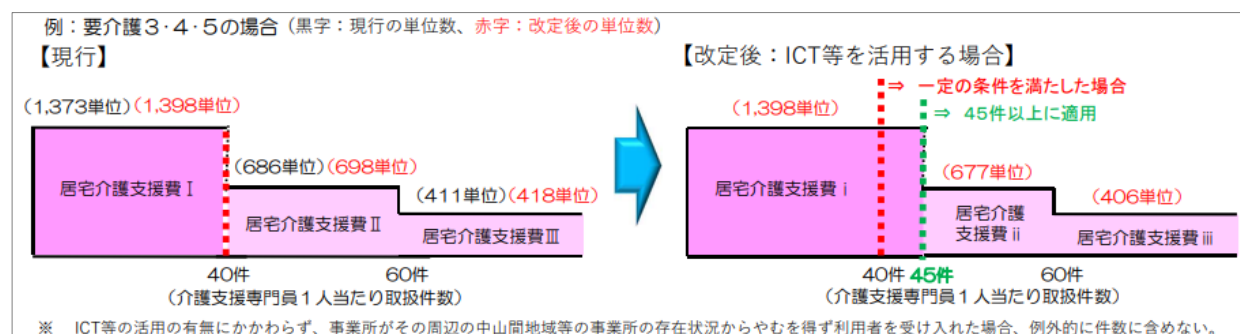 例：要介護３・４・５の場合（黒字：現行の単位数、赤字：改定後の単位数）
【現行】
(1,373単位)(1,398単位)
(686単位)(698単位)
(411単位)(418単位)
居宅介護支援費Ⅰ
居宅介護支援費Ⅱ
居宅介護支援費Ⅲ
40件
60件
（介護支援専門員１人当たり取扱件数）
【改定後：ICT等を活用する場合】
⇒ 一定の条件を満たした場合
(1,398単位)
⇒ 45件以上に適用
(677単位)
(406単位)
居宅介護支援費ⅰ
居宅介護
支援費ⅱ
居宅介護支援費ⅲ
40件
45件
60件
（介護支援専門員１人当たり取扱件数）
※ ICT等の活用の有無にかかわらず、事業所がその周辺の中山間地域等の事業所の存在状況からやむを得ず利用者を受け入れた場合、例外的に件数に含めない。